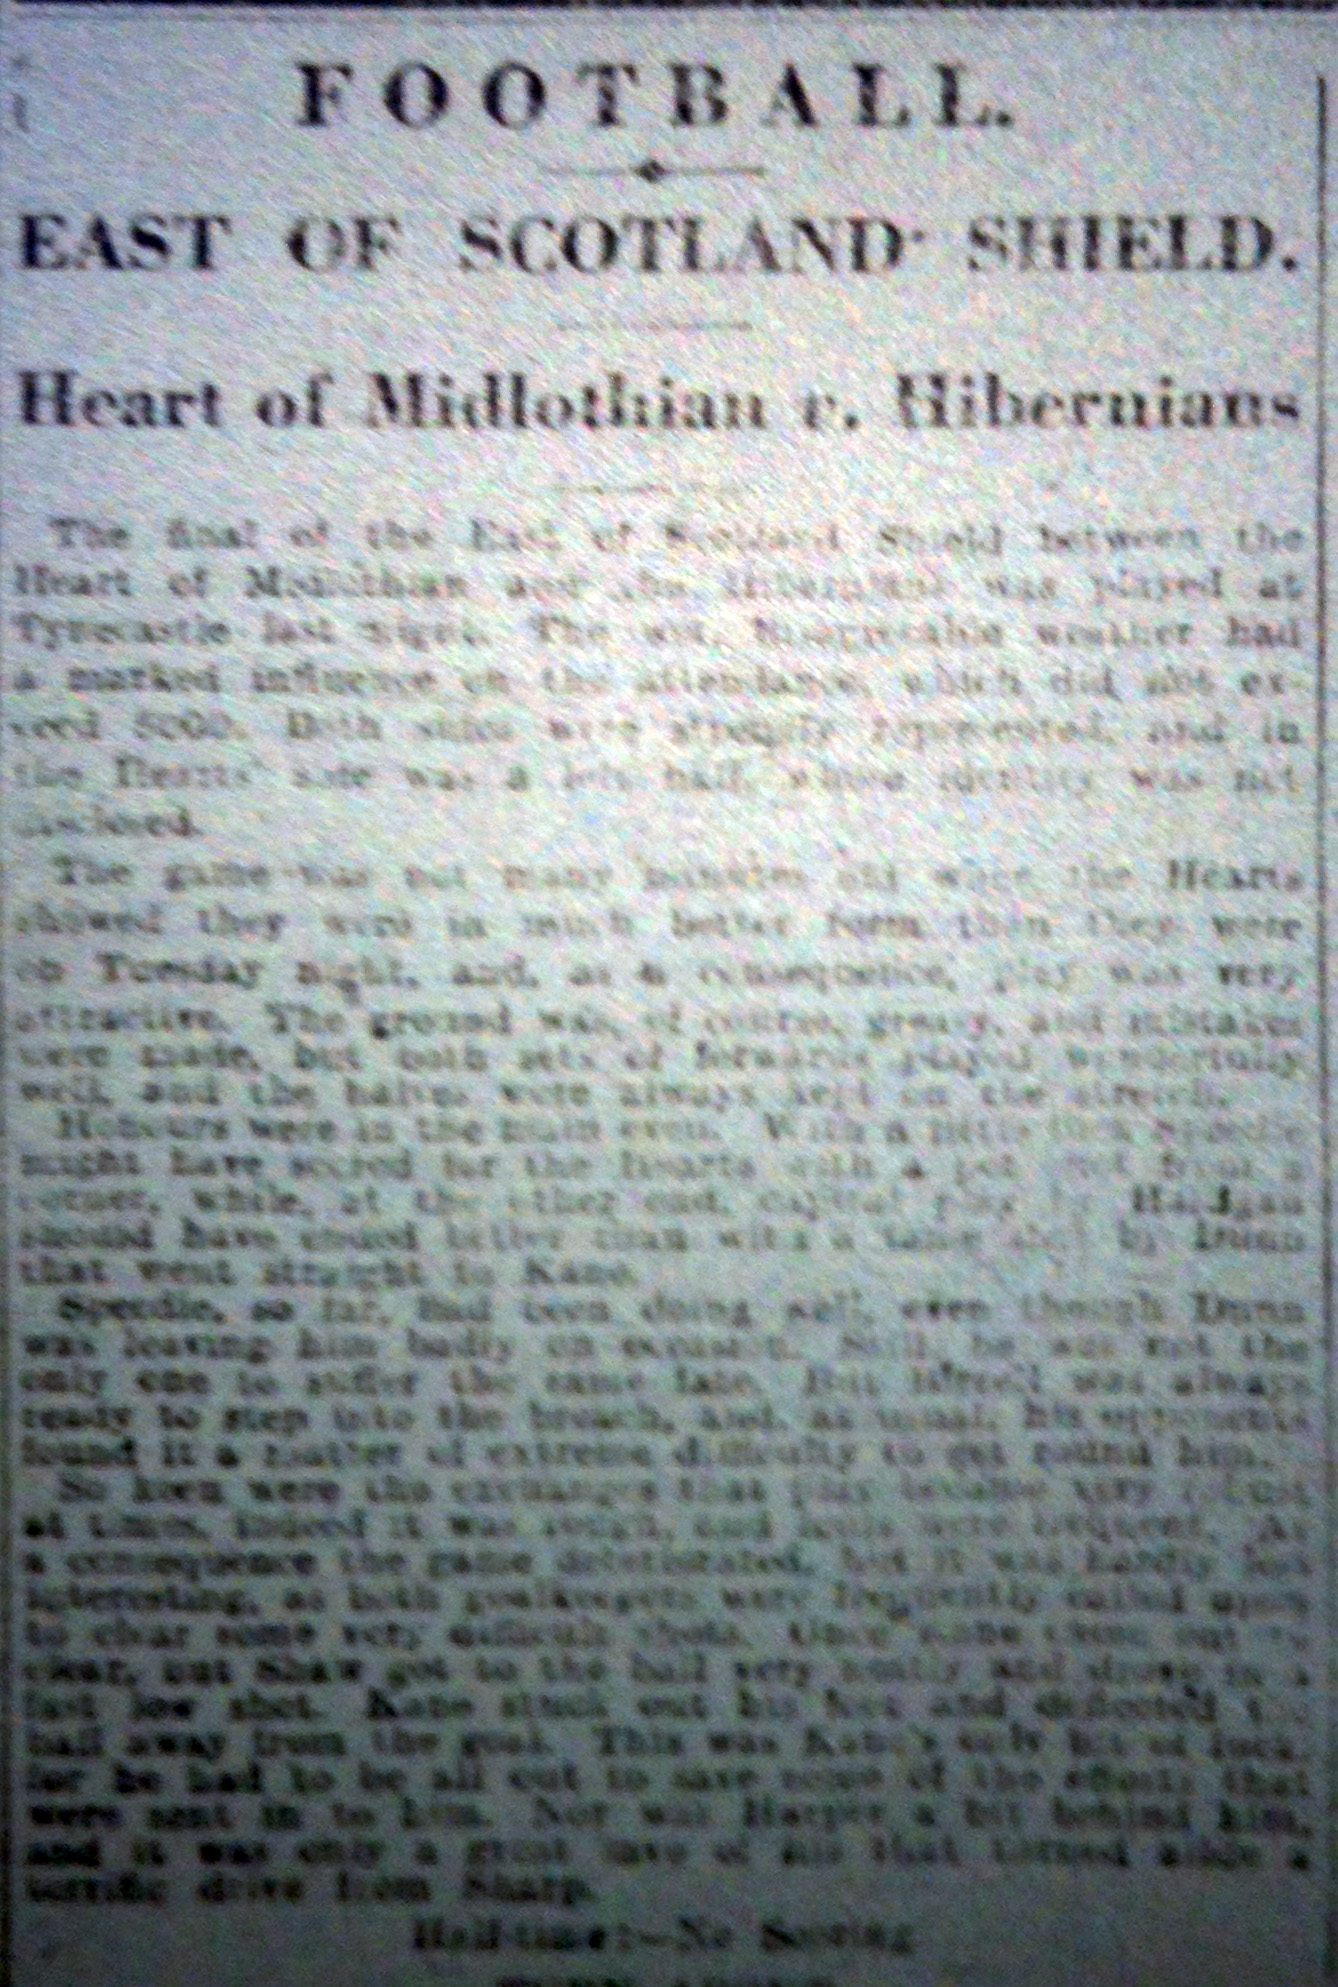 FOOTBALL.
EAST OF SCOTLAND SHIELD.
Heart of Midlothian v. Hibernians
The final of the East of Scotland Shield between the
Heart of Midlothian and the Hibernians was played at
Tynecastle last night. The wet, disagreeable weather had
a marked influence on the attendance, which did not ex-
ceed 5000. Both sides were strongly represented, and in
the Hearts' side was a left half whose identity was not
disclosed.
The game was not many minutes old when the Hearts
showed they were in much better form than they were
on Tuesday night, and, as a consequence, play was very
attractive. The ground was, of course, greasy, and mistakes
were made, but both sets of forwards played wonderfully
well, and the halves were always kept on the stretch.
Honours were in the main even. With a little luck Speedie
might have scored for the Hearts with a from a
corner, while, at the other end, capital play
should have ended better than with a shot by Dunn
that went straight to Kane.
Speedie, so far, had been doing well, even though Dunn
was leaving him badly on occasion. Still, he was not the
only one to suffer the same fate. But was always
ready to step into the breach, and, as usual, his opponents
found it a matter of extreme difficulty to get round him.
So keen were the exchanges that play became very
at times, indeed it was rough, and fouls were frequent. As
a consequence the game deteriorated, but it was hardly less
interesting, as both goalkeepers were frequently called upon
to clear some very difficult shots. Once Kane came out to
clear, but Shaw got to the ball very and drove in a
fast low shot. Kane stuck out his and deflected the
ball away from the goal. This was Kane's only bit of luck,
for he had to be all out to save some of the efforts that
were sent in to him. Nor was Harper a bit behind him,
and it was only a great save of his that turned aside a
terrific drive from Sharp.
Half-time:—No Scoring